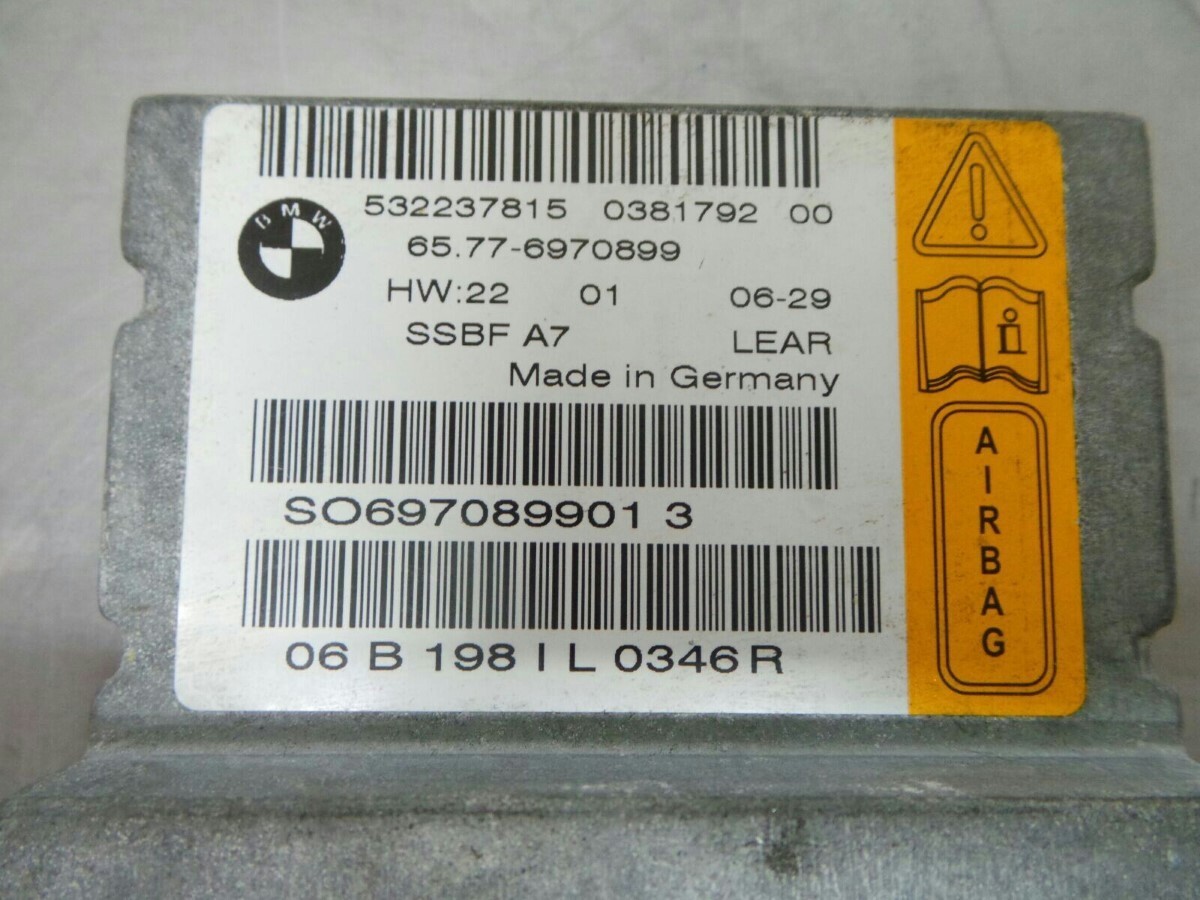 BMW
532237815 0381792 00
65.77-6970899
HW:22 01 06-29
SSBF A7 LEAR
Made in Germany
SO697089901 3
06 B 198 I L 0346R
AIRBAG